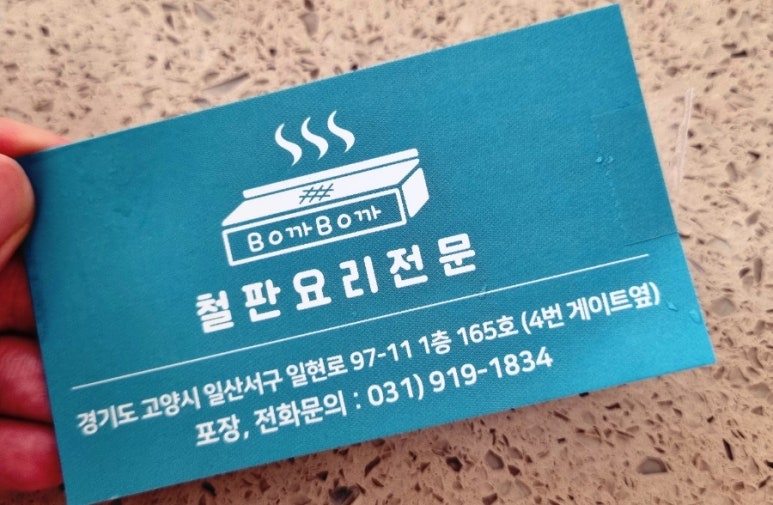 BO까BO까
철판요리전문
경기도 고양시 일산서구 일현로 97-11 1층 165호 (4번 게이트옆)
포장, 전화문의 : 031) 919-1834